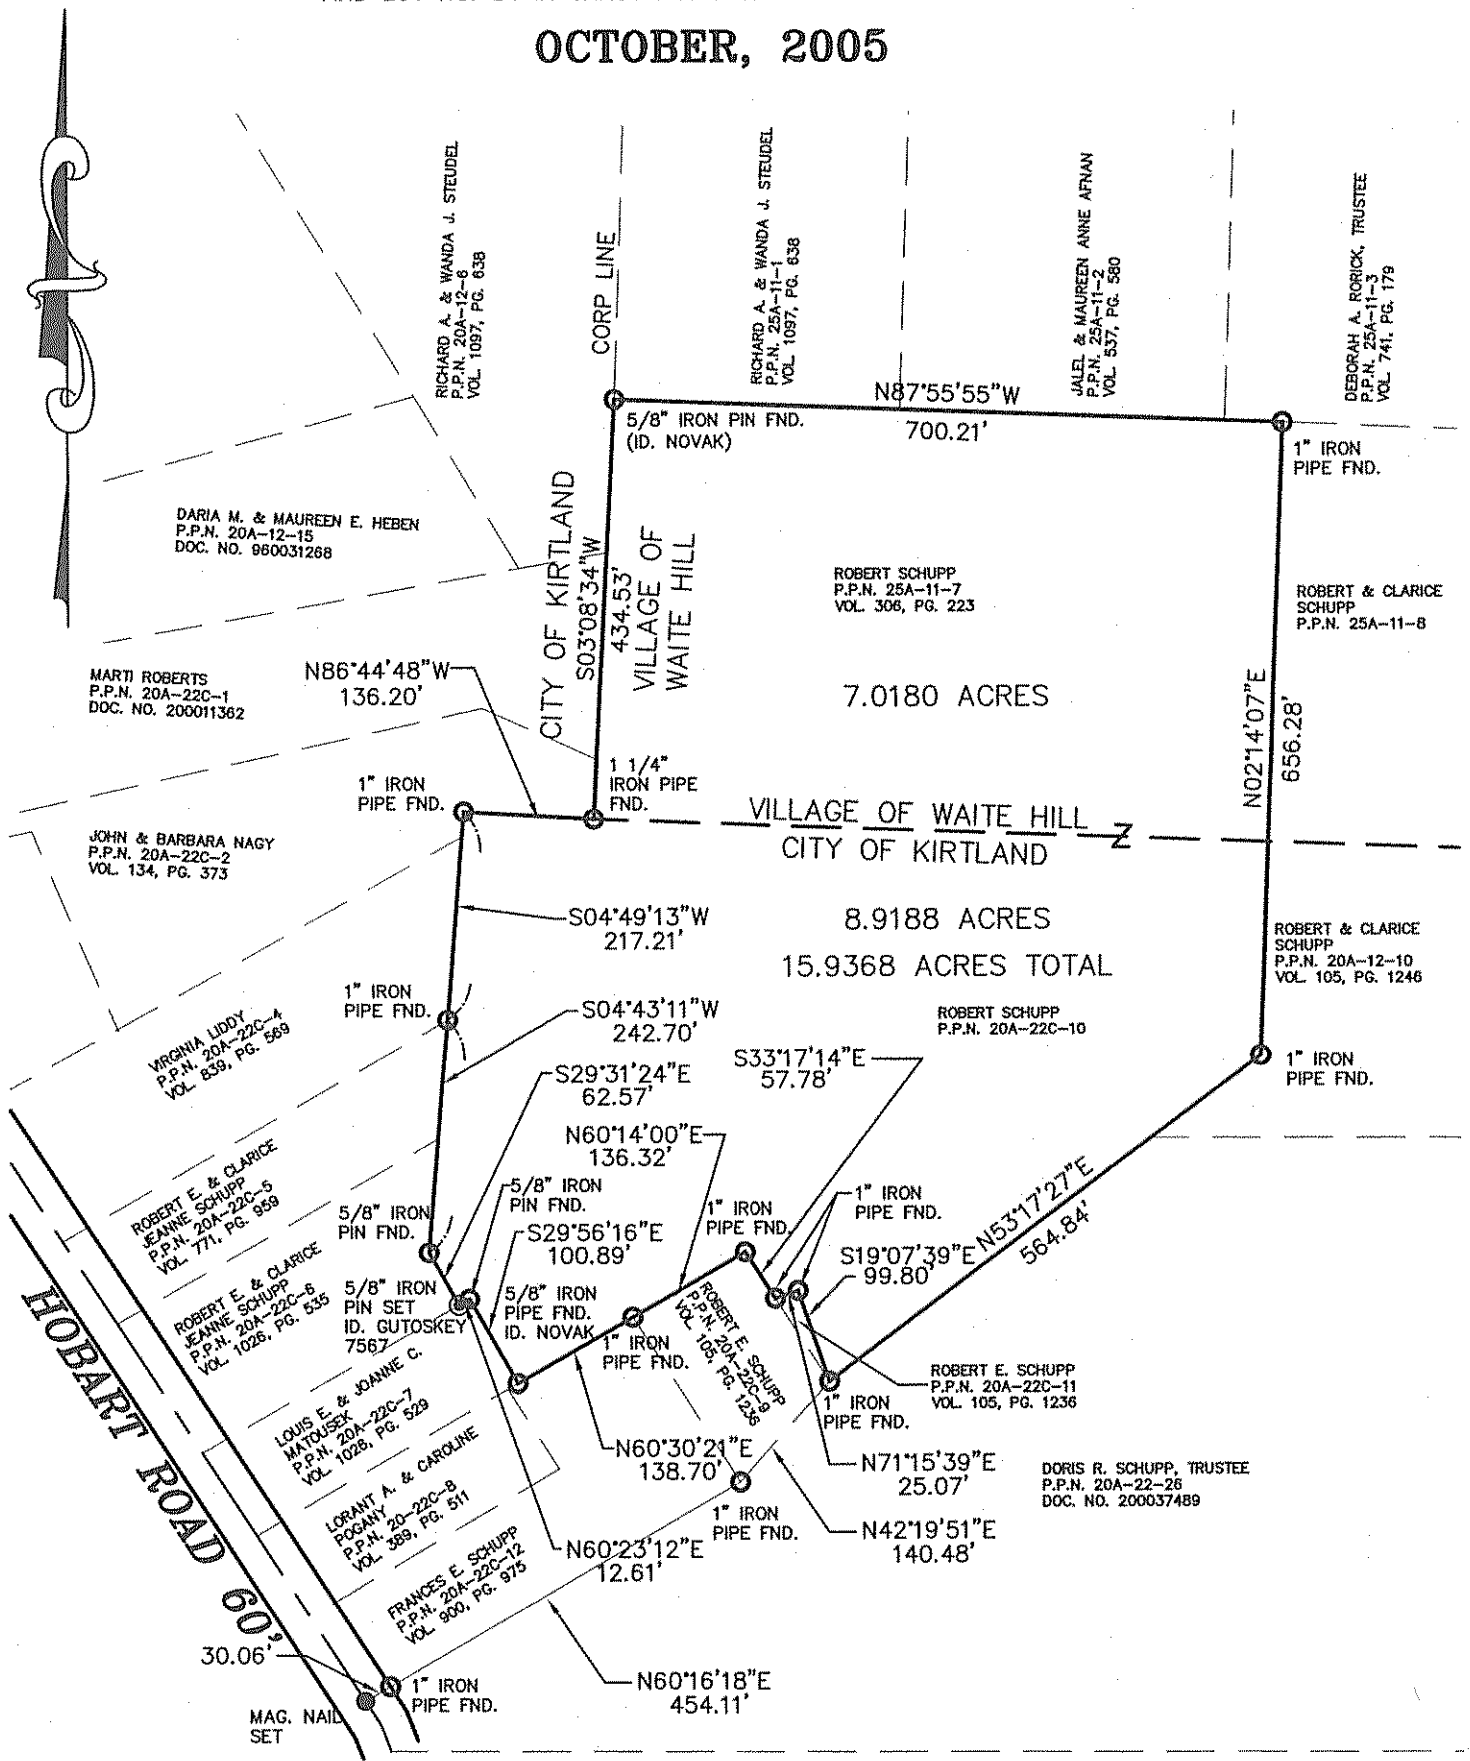 OCTOBER, 2005
RICHARD A. & WANDA J. STEUDEL
P.P.N. 20A-12-6
VOL. 1097, PG. 638
CORP LINE
RICHARD A. & WANDA J. STEUDEL
P.P.N. 25A-11-1
VOL. 1097, PG. 638
JALEL & MAUREEN ANNE AFNAN
P.P.N. 25A-11-2
VOL. 537, PG. 580
DEBORAH A. RORICK, TRUSTEE
P.P.N. 25A-11-3
VOL. 741, PG. 179
N87°55'55"W
700.21'
5/8" IRON PIN FND.
(ID. NOVAK)
1" IRON
PIPE FND.
DARIA M. & MAUREEN E. HEBEN
P.P.N. 20A-12-15
DOC. NO. 960031268
CITY OF KIRTLAND
S03°08'34"W
434.53'
VILLAGE OF
WAITE HILL
ROBERT SCHUPP
P.P.N. 25A-11-7
VOL. 306, PG. 223
ROBERT & CLARICE
SCHUPP
P.P.N. 25A-11-8
MARTI ROBERTS
P.P.N. 20A-22C-1
DOC. NO. 200011362
N86°44'48"W
136.20'
7.0180 ACRES
N02°14'07"E
656.28'
1" IRON
PIPE FND.
1 1/4"
IRON PIPE
FND.
VILLAGE OF WAITE HILL
Z
CITY OF KIRTLAND
JOHN & BARBARA NAGY
P.P.N. 20A-22C-2
VOL. 134, PG. 373
S04°49'13"W
217.21'
8.9188 ACRES
15.9368 ACRES TOTAL
ROBERT & CLARICE
SCHUPP
P.P.N. 20A-12-10
VOL. 105, PG. 1246
1" IRON
PIPE FND.
S04°43'11"W
242.70'
ROBERT SCHUPP
P.P.N. 20A-22C-10
VIRGINIA LIDDY
P.P.N. 20A-22C-4
VOL. 839, PG. 569
S29°31'24"E
62.57'
S33°17'14"E
57.78'
1" IRON
PIPE FND.
N60°14'00"E
136.32'
ROBERT E. & CLARICE
JEANNE SCHUPP
P.P.N. 20A-22C-5
VOL. 771, PG. 959
5/8" IRON
PIN FND.
5/8" IRON
PIN FND.
S29°56'16"E
100.89'
1" IRON
PIPE FND.
1" IRON
PIPE FND.
N53°17'27"E
564.84'
S19°07'39"E
99.80'
ROBERT E. & CLARICE
JEANNE SCHUPP
P.P.N. 20A-22C-6
VOL. 1026, PG. 535
5/8" IRON
PIN SET
ID. GUTOSKEY
7567
5/8" IRON
PIPE FND.
ID. NOVAK
1" IRON
PIPE FND.
ROBERT E. SCHUPP
P.P.N. 20A-22C-9
VOL. 105, PG. 1236
ROBERT E. SCHUPP
P.P.N. 20A-22C-11
VOL. 105, PG. 1236
1" IRON
PIPE FND.
HOBART ROAD 60'
LOUIS E. & JOANNE C.
MATOUSEK
P.P.N. 20A-22C-7
VOL. 1026, PG. 529
N60°30'21"E
138.70'
N71°15'39"E
25.07'
DORIS R. SCHUPP, TRUSTEE
P.P.N. 20A-22-26
DOC. NO. 200037489
LORANT A. & CAROLINE
POGANY
P.P.N. 20-22C-8
VOL. 389, PG. 511
1" IRON
PIPE FND.
N42°19'51"E
140.48'
N60°23'12"E
12.61'
FRANCES E. SCHUPP
P.P.N. 20A-22C-12
VOL. 900, PG. 975
30.06'
1" IRON
PIPE FND.
N60°16'18"E
454.11'
MAG. NAIL
SET